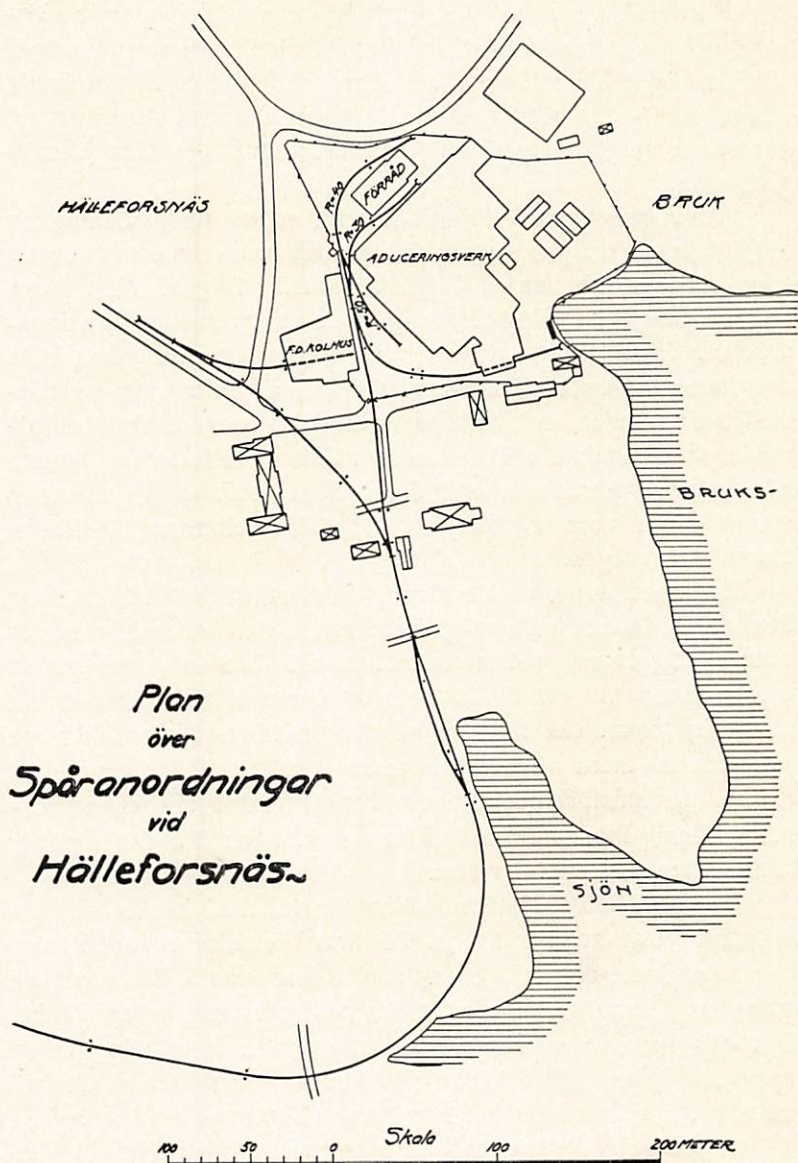 HÄLLEFORSNÄS
BRUK
FÖRRÅD
R=40
R=50
ADUCERINGSVERK
R=50
F.D. KOLHUS
BRUKS-
SJÖN
Plan
över
Spåranordningar
vid
Hälleforsnäs~
Skala
100 50 0 100 200 METER